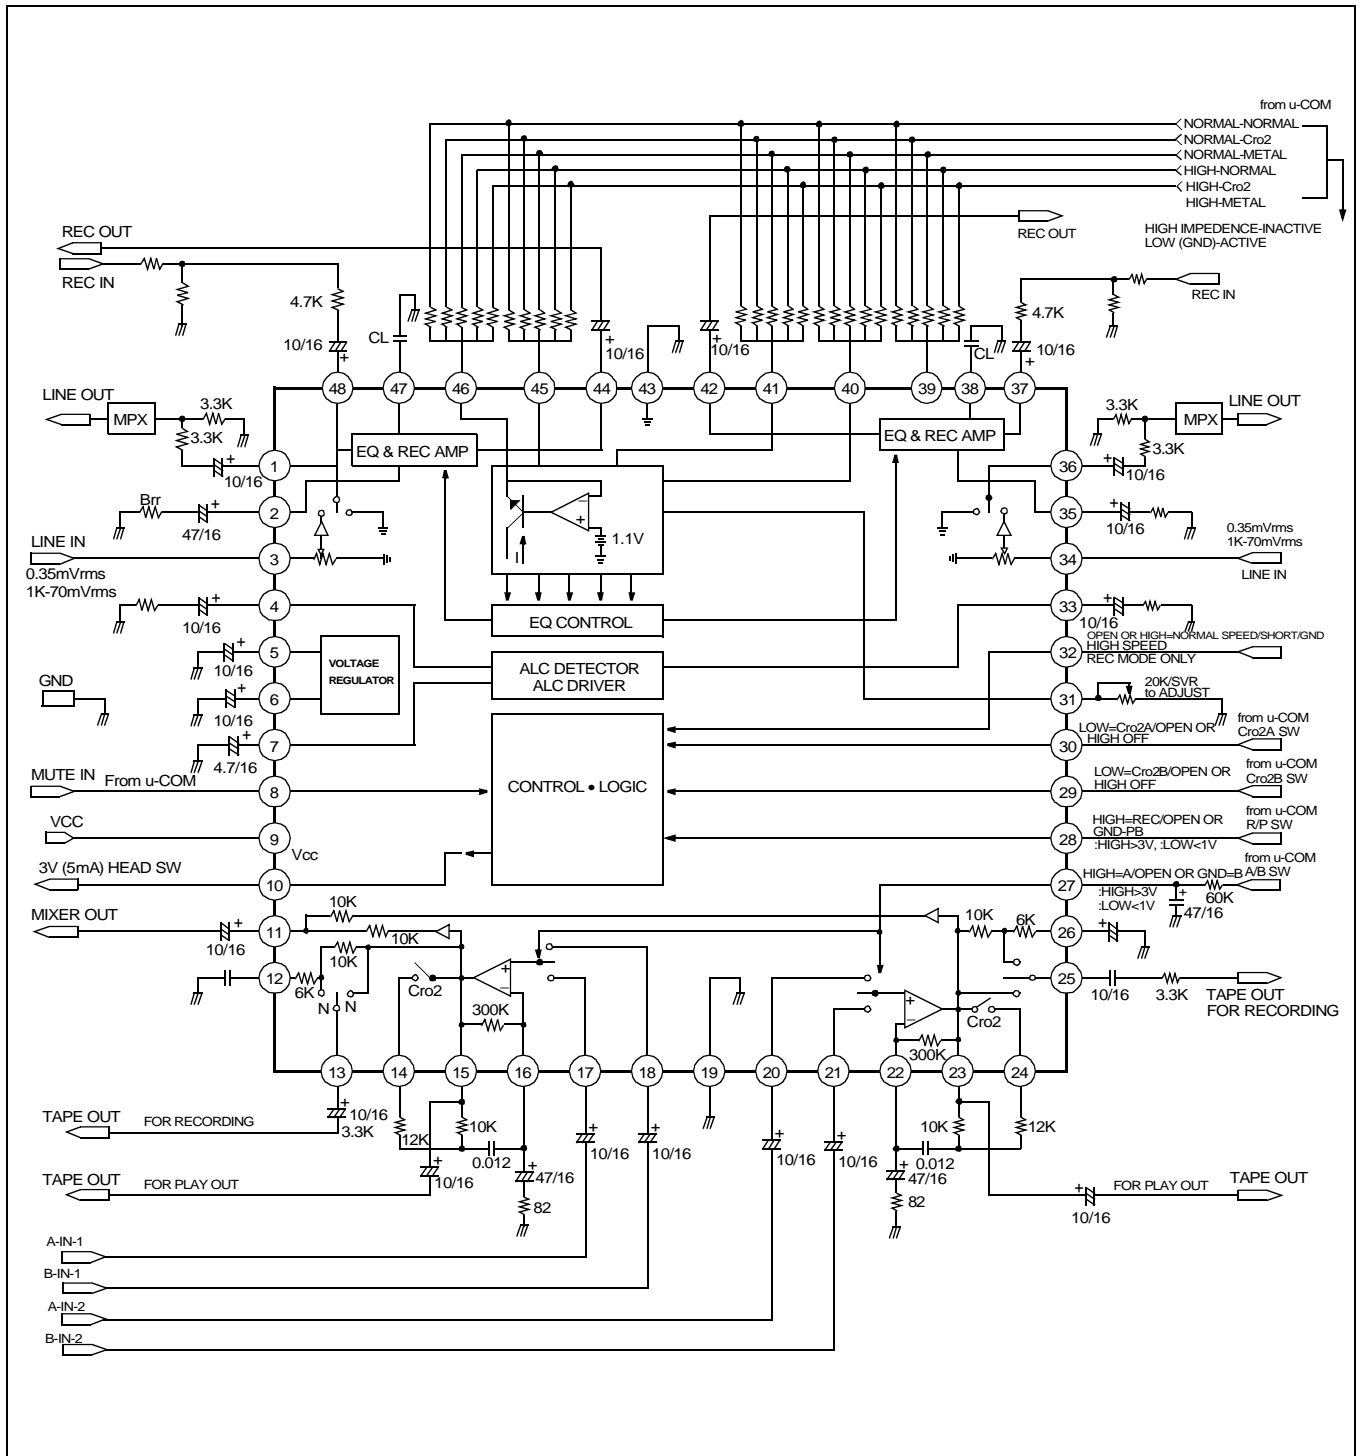 from u-COM
NORMAL-NORMAL
NORMAL-Cro2
NORMAL-METAL
HIGH-NORMAL
HIGH-Cro2
HIGH-METAL
HIGH IMPEDENCE-INACTIVE
LOW (GND)-ACTIVE
REC OUT
REC IN
REC OUT
REC IN
4.7K
CL
10/16
+
+
10/16
10/16
+
CL
4.7K
10/16
+
48
47
46
45
44
43
42
41
40
39
38
37
LINE OUT
MPX
3.3K
3.3K
+
10/16
1
EQ & REC AMP
EQ & REC AMP
3.3K
MPX
LINE OUT
3.3K
+
10/16
36
Brr
+
47/16
2
–
+
1.1V
I
35
+
10/16
LINE IN
0.35mVrms
1K-70mVrms
3
34
0.35mVrms
1K-70mVrms
LINE IN
+
10/16
4
EQ CONTROL
33
+
10/16
OPEN OR HIGH=NORMAL SPEED/SHORT/GND
HIGH SPEED
REC MODE ONLY
+
10/16
5
VOLTAGE
REGULATOR
ALC DETECTOR
ALC DRIVER
32
GND
+
10/16
6
31
20K/SVR
to ADJUST
+
4.7/16
7
30
LOW=Cro2A/OPEN OR
HIGH OFF
from u-COM
Cro2A SW
MUTE IN
From u-COM
8
CONTROL • LOGIC
29
LOW=Cro2B/OPEN OR
HIGH OFF
from u-COM
Cro2B SW
VCC
9
Vcc
28
HIGH=REC/OPEN OR
GND-PB
:HIGH>3V, :LOW<1V
from u-COM
R/P SW
3V (5mA) HEAD SW
10
27
HIGH=A/OPEN OR GND=B
:HIGH>3V
:LOW<1V
from u-COM
A/B SW
60K
+
47/16
MIXER OUT
+
10/16
11
10K
10K
10K
10K
6K
26
+
12
6K
N
N
Cro2
+
–
300K
+
–
300K
Cro2
25
10/16
3.3K
TAPE OUT
FOR RECORDING
13
14
15
16
17
18
19
20
21
22
23
24
TAPE OUT
FOR RECORDING
+
10/16
3.3K
12K
10K
0.012
+
10/16
+
47/16
82
+
10/16
+
10/16
+
10/16
+
10/16
+
47/16
82
0.012
10K
12K
TAPE OUT
FOR PLAY OUT
+
10/16
FOR PLAY OUT
TAPE OUT
A-IN-1
B-IN-1
A-IN-2
B-IN-2